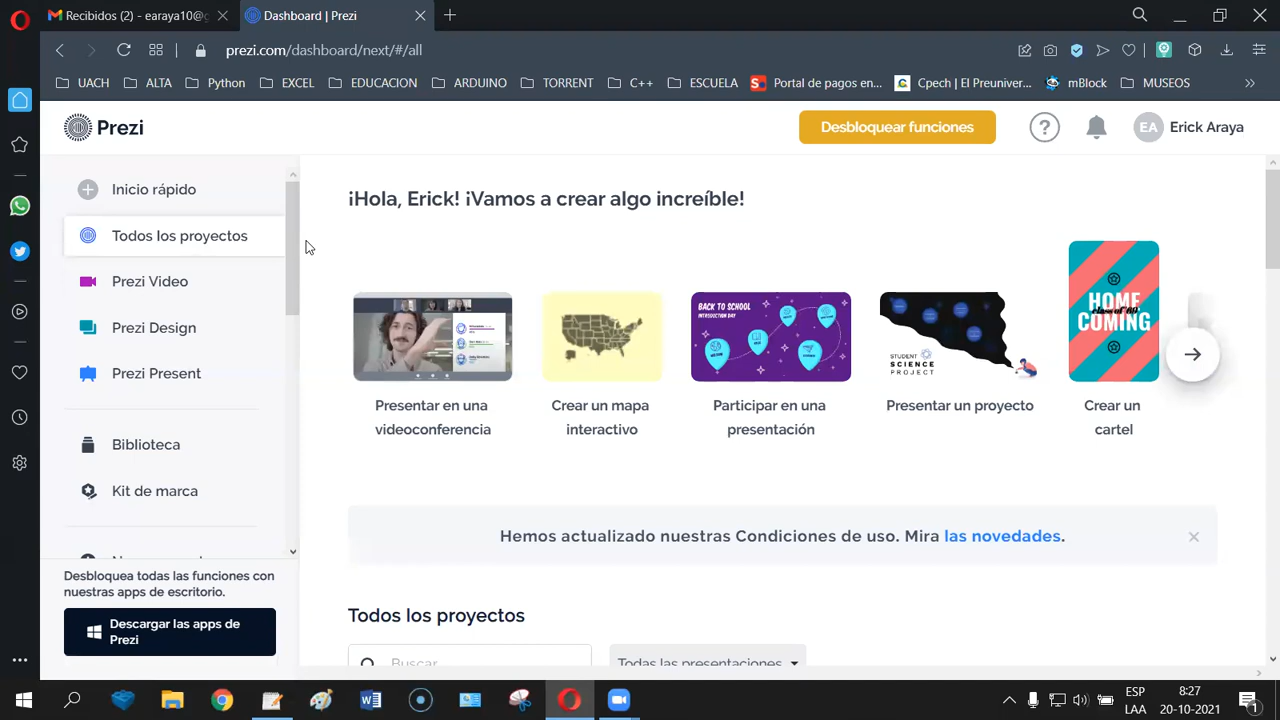 Recibidos (2) - earaya10@g
Dashboard | Prezi
prezi.com/dashboard/next/#/all
UACH
ALTA
Python
EXCEL
EDUCACION
ARDUINO
TORRENT
C++
ESCUELA
Portal de pagos en...
Cpech | El Preuniver...
mBlock
MUSEOS
Prezi
Desbloquear funciones
?
EA
Erick Araya
Inicio rápido
Todos los proyectos
Prezi Video
Prezi Design
Prezi Present
Biblioteca
Kit de marca
Desbloquea todas las funciones con
nuestras apps de escritorio.
Descargar las apps de
Prezi
¡Hola, Erick! ¡Vamos a crear algo increíble!
BACK TO SCHOOL
INTRODUCTION DAY
STUDENT
SCIENCE
PROJECT
HOME
class of 60
COMING
Presentar en una
videoconferencia
Crear un mapa
interactivo
Participar en una
presentación
Presentar un proyecto
Crear un
cartel
Hemos actualizado nuestras Condiciones de uso. Mira las novedades.
Todos los proyectos
Buscar
Todas las presentaciones
ESP
LAA
8:27
20-10-2021
1